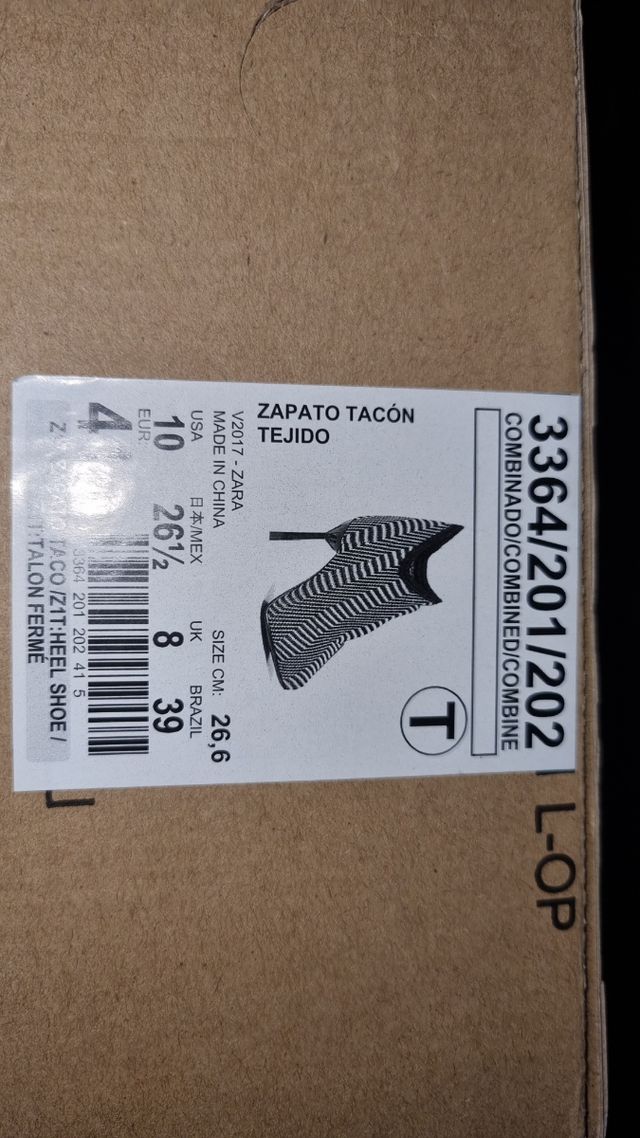 3364/201/202
COMBINADO/COMBINED/COMBINE
T
ZAPATO TACÓN
TEJIDO
V2017 - ZARA
MADE IN CHINA
SIZE CM: 26,6
USA 日本/MEX UK BRAZIL
10 26½ 8 39
EUR:
3364 201 202 41 5
TACO /Z1T:HEEL SHOE /
TALON FERMÉ
L-OP